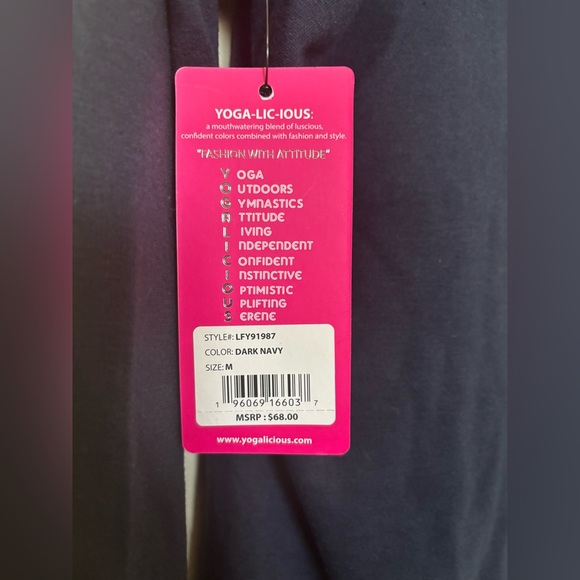 YOGA-LIC-IOUS:
a mouthwatering blend of luscious,
confident colors combined with fashion and style.
"FASHION WITH ATTITUDE"
Y OGA
O UTDOORS
G YMNASTICS
A TTITUDE
L IVING
I NDEPENDENT
C ONFIDENT
I NSTINCTIVE
O PTIMISTIC
U PLIFTING
S ERENE
STYLE#: LFY91987
COLOR: DARK NAVY
SIZE: M
1 96069 16603 7
MSRP : $68.00
www.yogalicious.com